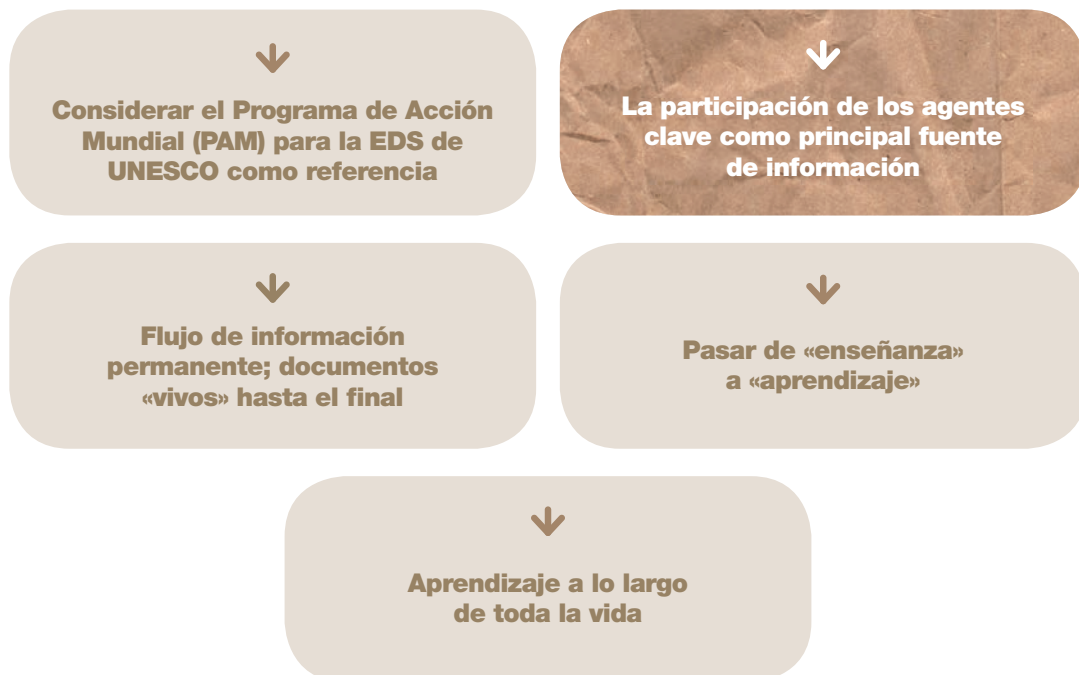 Considerar el Programa de Acción
Mundial (PAM) para la EDS de
UNESCO como referencia
La participación de los agentes
clave como principal fuente
de información
Flujo de información
permanente; documentos
«vivos» hasta el final
Pasar de «enseñanza»
a «aprendizaje»
Aprendizaje a lo largo
de toda la vida